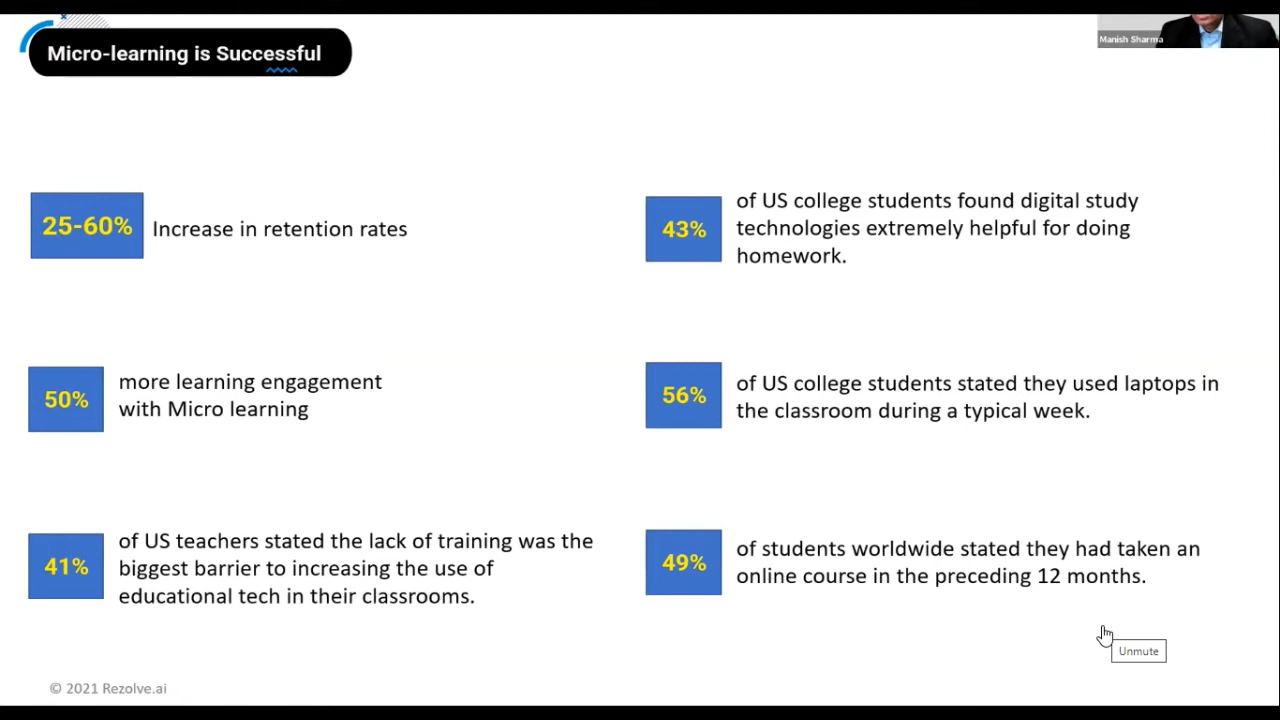 Micro-learning is Successful
Manish Sharma
25-60%
Increase in retention rates
50%
more learning engagement
with Micro learning
41%
of US teachers stated the lack of training was the
biggest barrier to increasing the use of
educational tech in their classrooms.
43%
of US college students found digital study
technologies extremely helpful for doing
homework.
56%
of US college students stated they used laptops in
the classroom during a typical week.
49%
of students worldwide stated they had taken an
online course in the preceding 12 months.
Unmute
© 2021 Rezolve.ai